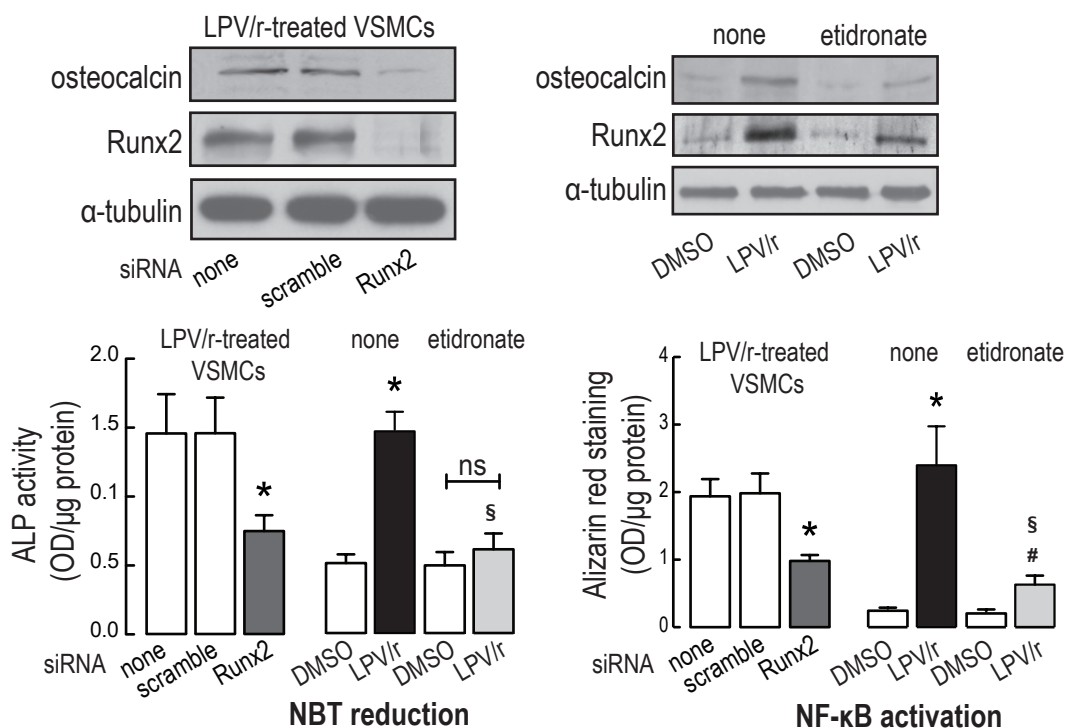 LPV/r-treated VSMCs
osteocalcin
Runx2
α-tubulin
siRNA
none
scramble
Runx2
none etidronate
osteocalcin
Runx2
α-tubulin
DMSO
LPV/r
DMSO
LPV/r
LPV/r-treated
VSMCs
none etidronate
2.0
1.5
0.1
0.5
0.0
ALP activity
(OD/µg protein)
*
*
ns
§
siRNA
none
scramble
Runx2
DMSO
LPV/r
DMSO
LPV/r
NBT reduction
LPV/r-treated
VSMCs
none etidronate
4
3
2
1
0
Alizarin red staining
(OD/µg protein)
*
*
§
#
siRNA
none
scramble
Runx2
DMSO
LPV/r
DMSO
LPV/r
NF-κB activation